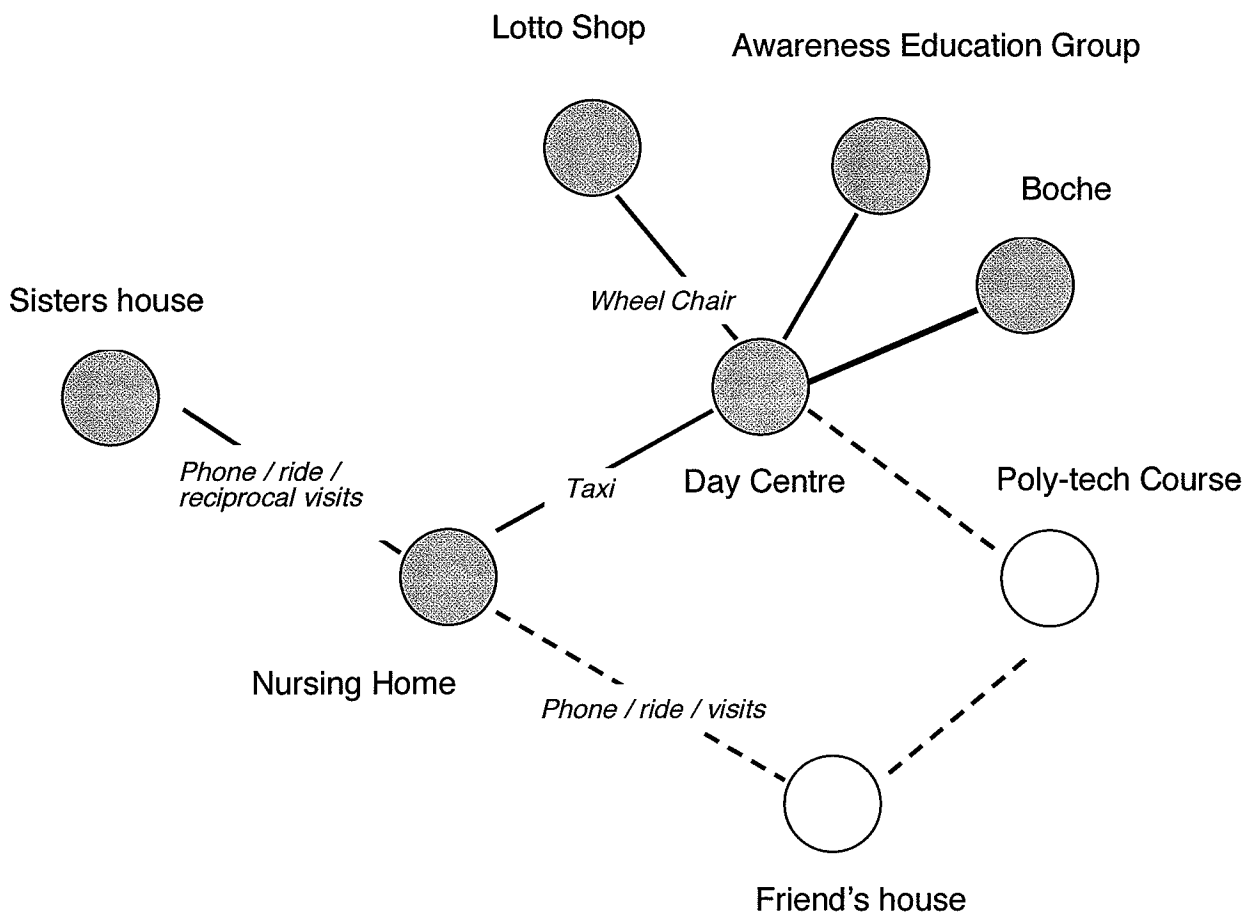 Lotto Shop
Awareness Education Group
Boche
Sisters house
Wheel Chair
Phone / ride /
reciprocal visits
Taxi
Day Centre
Poly-tech Course
Nursing Home
Phone / ride / visits
Friend's house